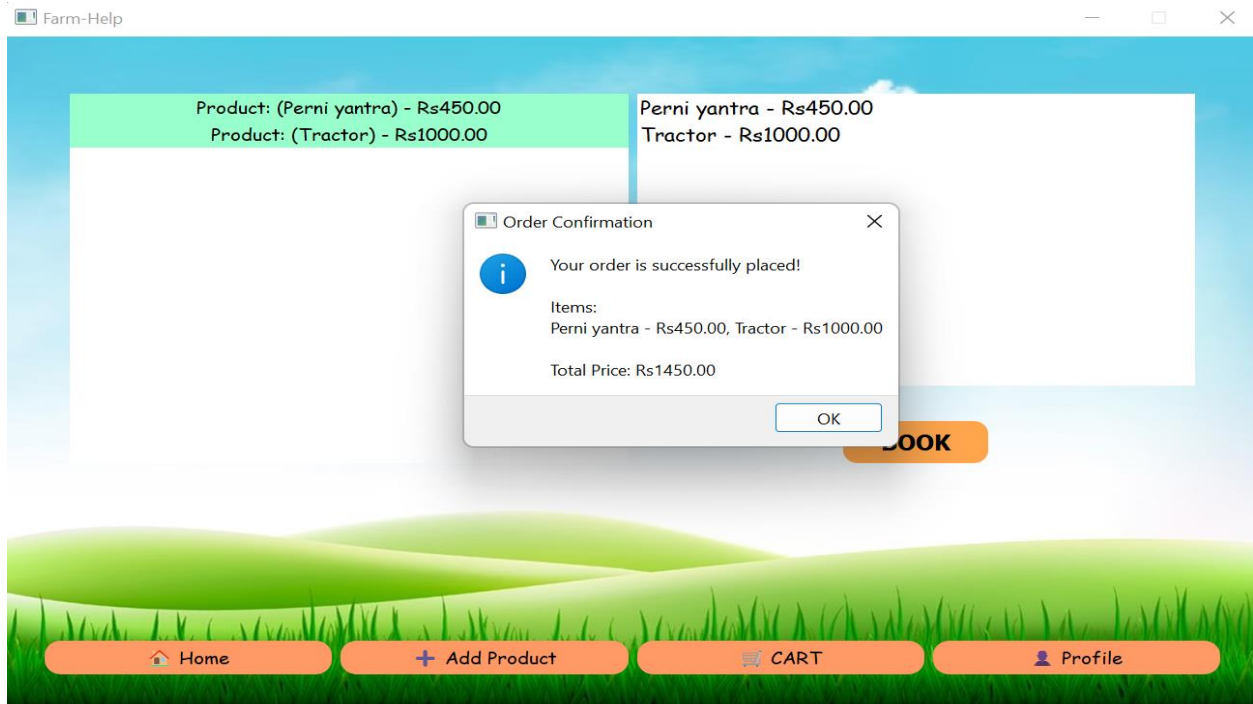 Farm-Help
Product: (Perni yantra) - Rs450.00
Product: (Tractor) - Rs1000.00
Perni yantra - Rs450.00
Tractor - Rs1000.00
Order Confirmation
Your order is successfully placed!
Items:
Perni yantra - Rs450.00, Tractor - Rs1000.00
Total Price: Rs1450.00
OK
BOOK
Home
Add Product
CART
Profile